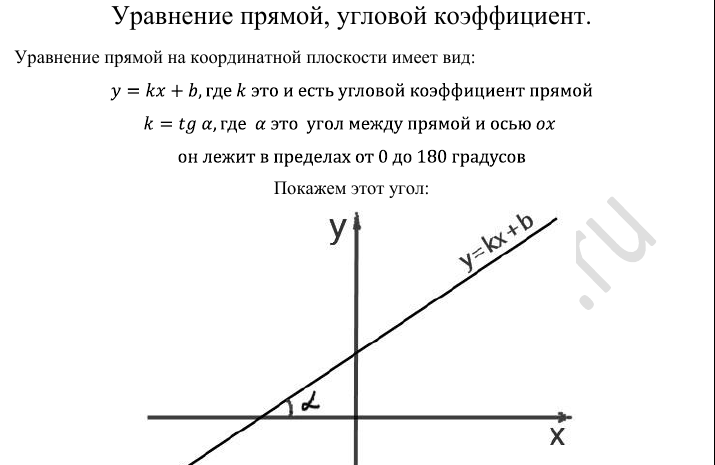 Уравнение прямой, угловой коэффициент.
Уравнение прямой на координатной плоскости имеет вид:
y = kx + b, где k это и есть угловой коэффициент прямой
k = tg α, где α это угол между прямой и осью ox
он лежит в пределах от 0 до 180 градусов
Покажем этот угол:
y
y=kx+b
α
x
.ru